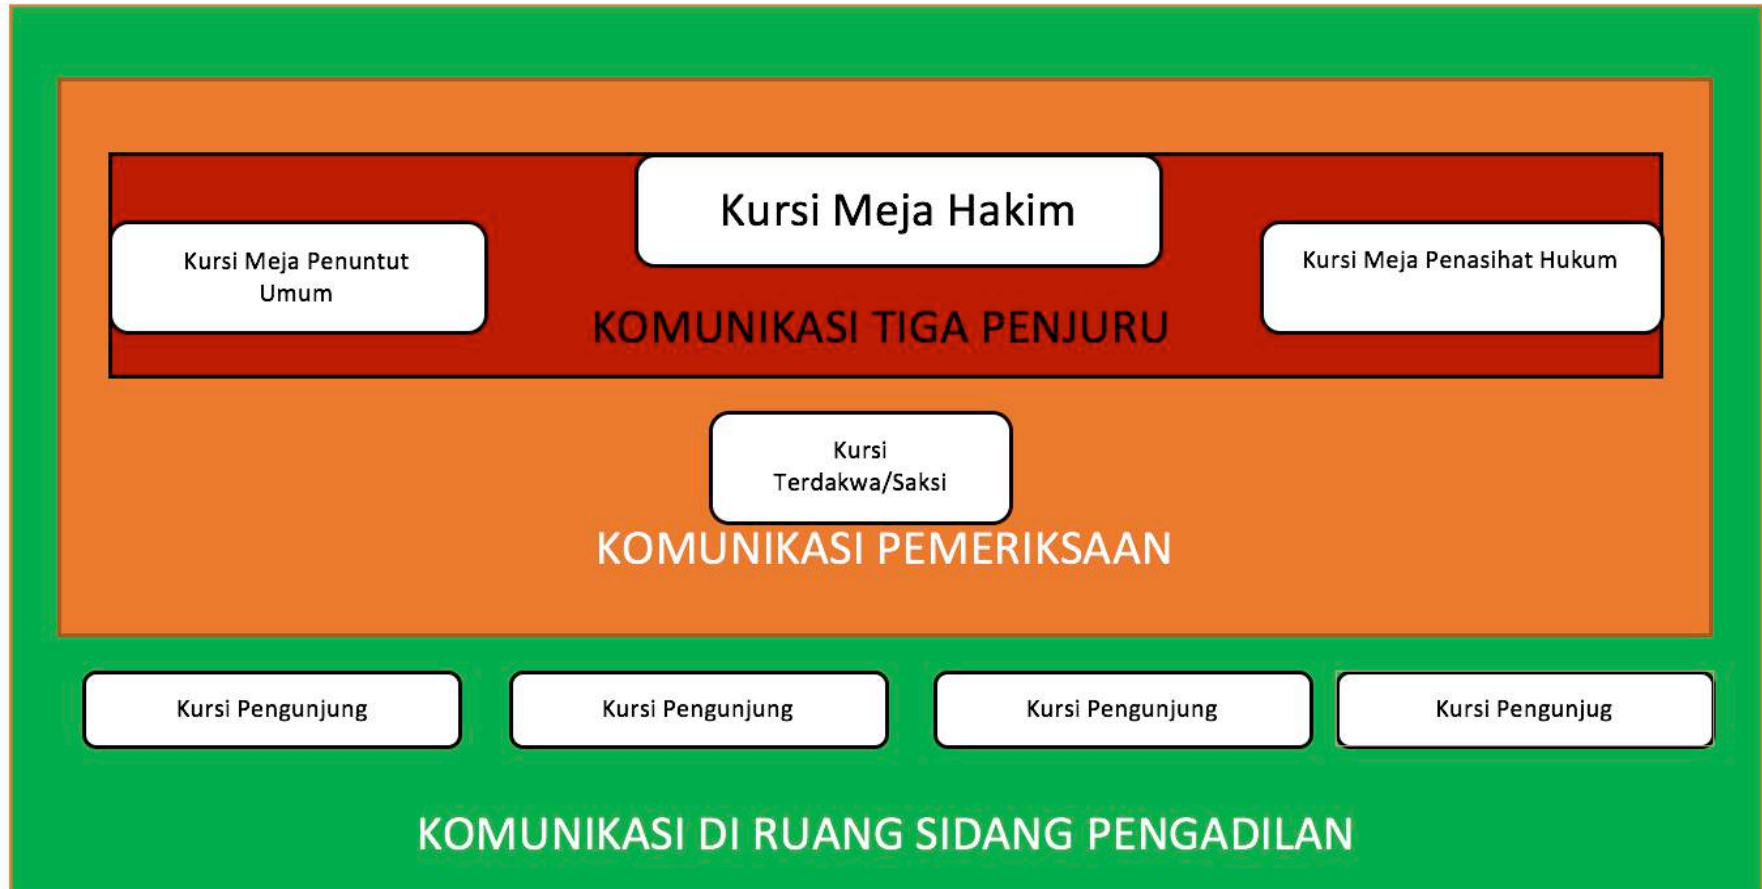 Kursi Meja Hakim
Kursi Meja Penuntut
Umum
Kursi Meja Penasihat Hukum
KOMUNIKASI TIGA PENJURU
Kursi
Terdakwa/Saksi
KOMUNIKASI PEMERIKSAAN
Kursi Pengunjung
Kursi Pengunjung
Kursi Pengunjung
Kursi Pengunjug
KOMUNIKASI DI RUANG SIDANG PENGADILAN